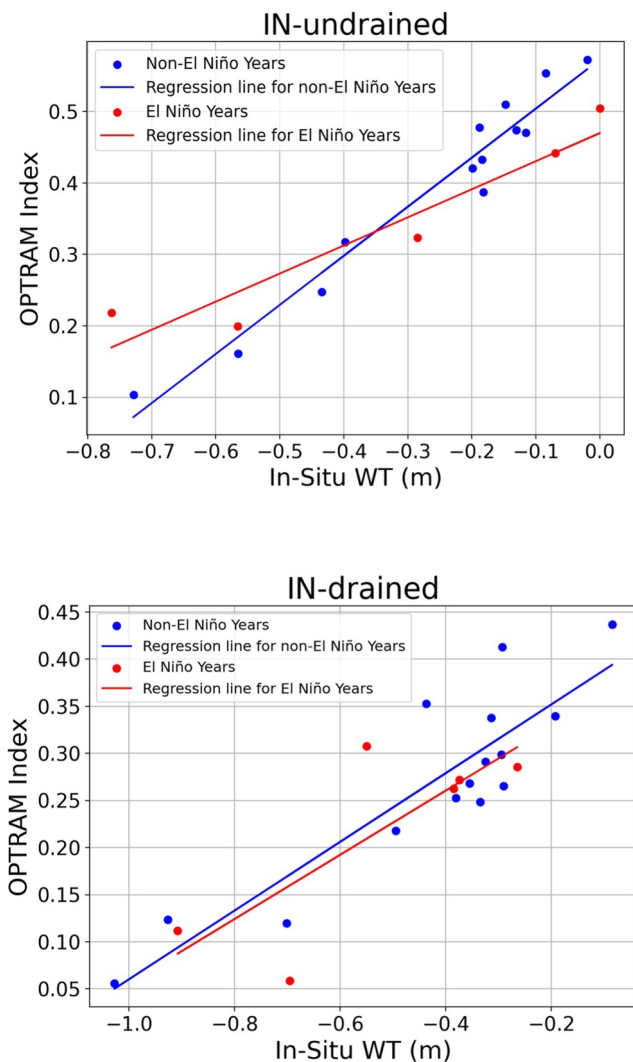 IN-undrained
Non-El Niño Years
Regression line for non-El Niño Years
El Niño Years
Regression line for El Niño Years
OPTRAM Index
0.5
0.4
0.3
0.2
0.1
−0.8 −0.7 −0.6 −0.5 −0.4 −0.3 −0.2 −0.1 0.0
In-Situ WT (m)
IN-drained
Non-El Niño Years
Regression line for non-El Niño Years
El Niño Years
Regression line for El Niño Years
OPTRAM Index
0.45
0.40
0.35
0.30
0.25
0.20
0.15
0.10
0.05
−1.0 −0.8 −0.6 −0.4 −0.2
In-Situ WT (m)